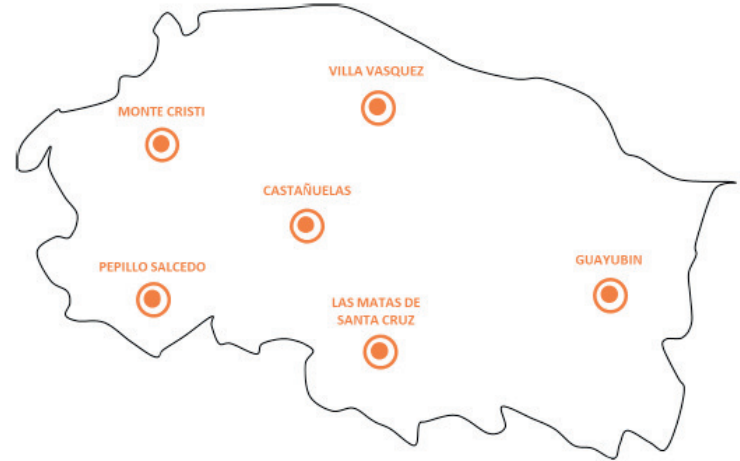 VILLA VASQUEZ
MONTE CRISTI
CASTAÑUELAS
PEPILLO SALCEDO
GUAYUBIN
LAS MATAS DE
SANTA CRUZ